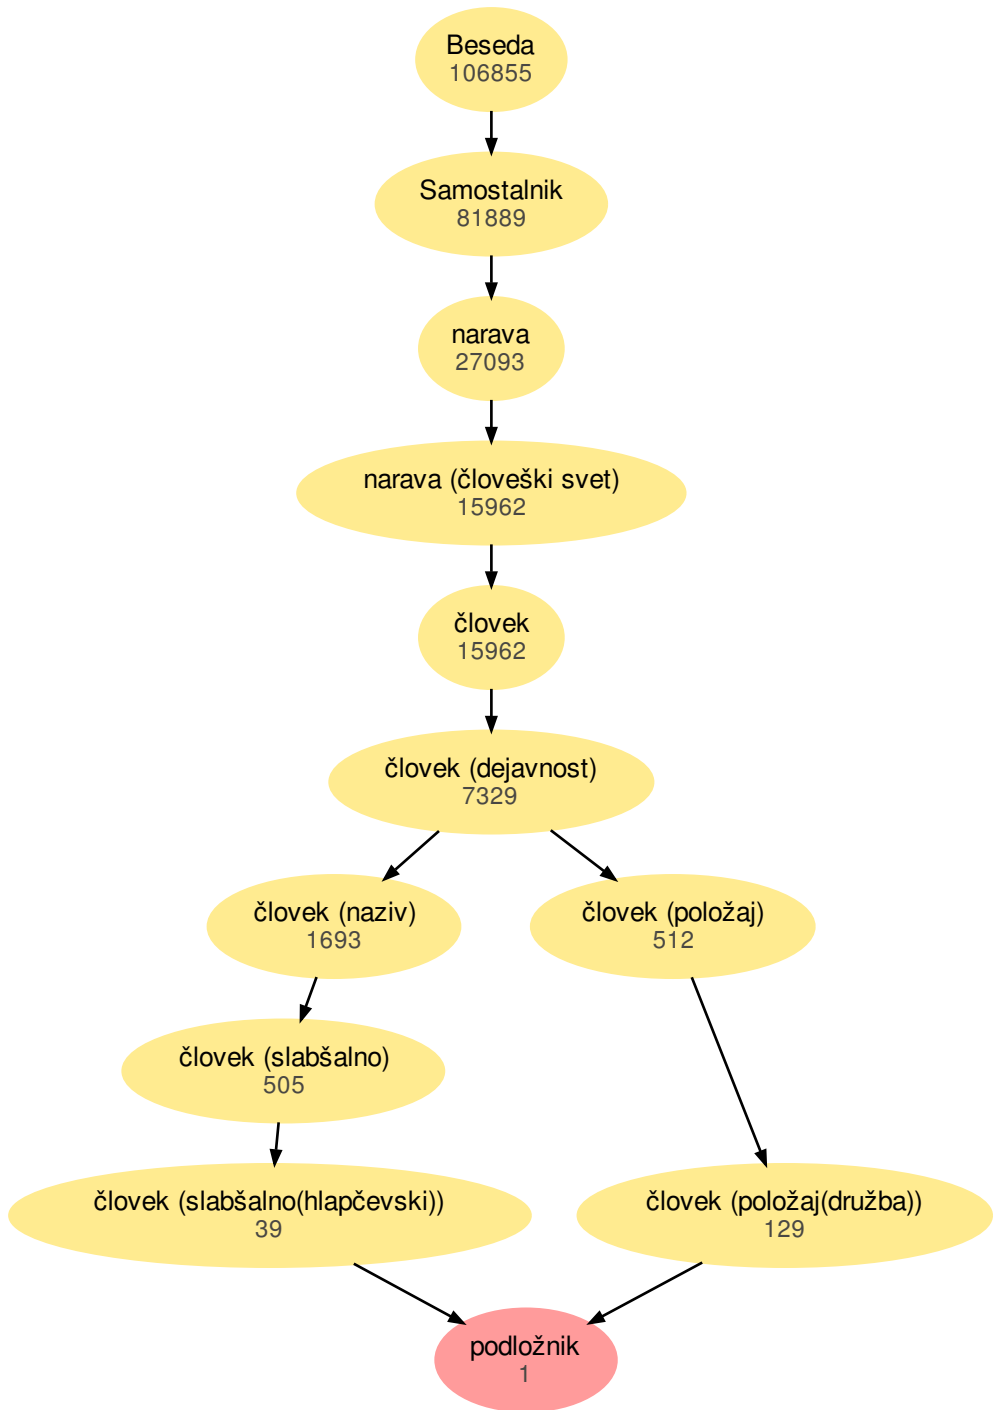 Beseda
106855
Samostalnik
81889
narava
27093
narava (človeški svet)
15962
človek
15962
človek (dejavnost)
7329
človek (naziv)
1693
človek (položaj)
512
človek (slabšalno)
505
človek (slabšalno(hlapčevski))
39
človek (položaj(družba))
129
podložnik
1